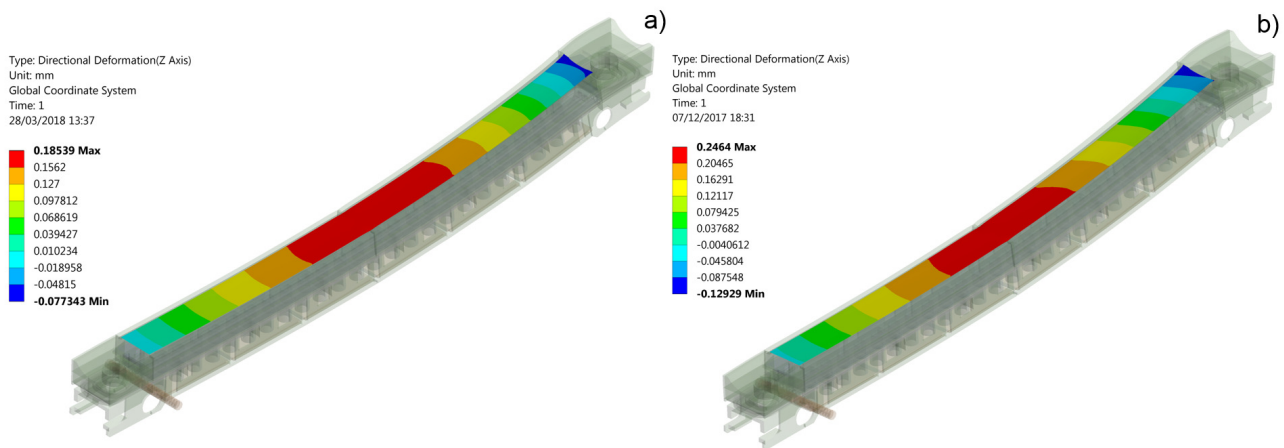 a)
Type: Directional Deformation(Z Axis)
Unit: mm
Global Coordinate System
Time: 1
28/03/2018 13:37
0.18539 Max
0.1562
0.127
0.097812
0.068619
0.039427
0.010234
-0.018958
-0.04815
-0.077343 Min
b)
Type: Directional Deformation(Z Axis)
Unit: mm
Global Coordinate System
Time: 1
07/12/2017 18:31
0.2464 Max
0.20465
0.16291
0.12117
0.079425
0.037682
-0.0040612
-0.045804
-0.087548
-0.12929 Min